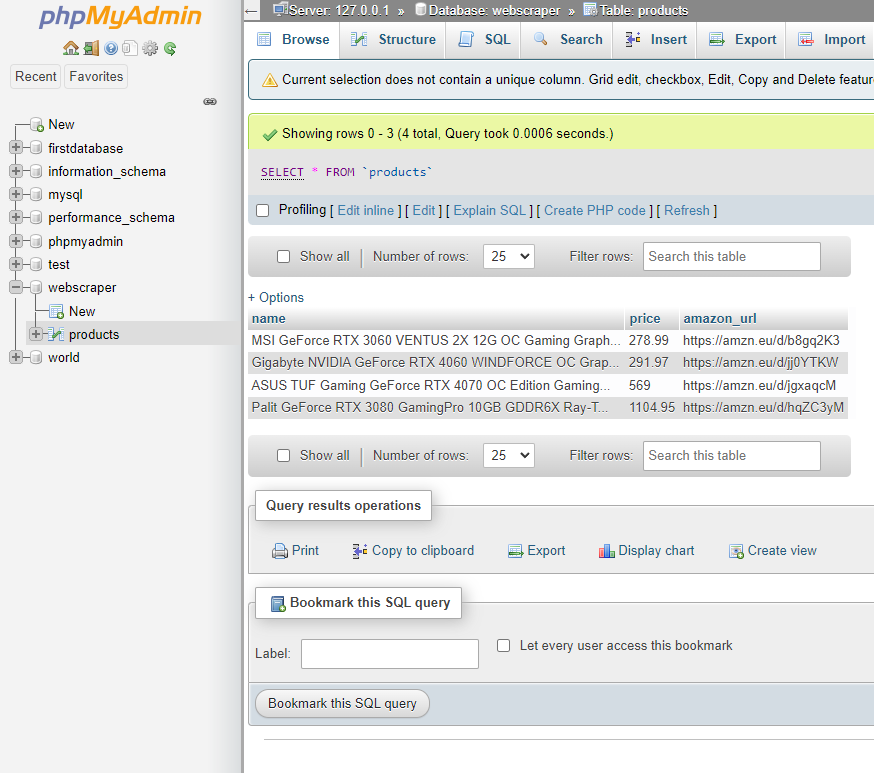 phpMyAdmin
Recent Favorites
New
firstdatabase
information_schema
mysql
performance_schema
phpmyadmin
test
webscraper
New
products
world
Server: 127.0.0.1 » Database: webscraper » Table: products
Browse Structure SQL Search Insert Export Import
Current selection does not contain a unique column. Grid edit, checkbox, Edit, Copy and Delete featur
Showing rows 0 - 3 (4 total, Query took 0.0006 seconds.)
SELECT * FROM `products`
Profiling [ Edit inline ] [ Edit ] [ Explain SQL ] [ Create PHP code ] [ Refresh ]
Show all | Number of rows: 25 Filter rows: Search this table
+ Options
name price amazon_url
MSI GeForce RTX 3060 VENTUS 2X 12G OC Gaming Graph... 278.99 https://amzn.eu/d/b8gq2K3
Gigabyte NVIDIA GeForce RTX 4060 WINDFORCE OC Grap... 291.97 https://amzn.eu/d/jj0YTKW
ASUS TUF Gaming GeForce RTX 4070 OC Edition Gaming... 569 https://amzn.eu/d/jgxaqcM
Palit GeForce RTX 3080 GamingPro 10GB GDDR6X Ray-T... 1104.95 https://amzn.eu/d/hqZC3yM
Show all | Number of rows: 25 Filter rows: Search this table
Query results operations
Print Copy to clipboard Export Display chart Create view
Bookmark this SQL query
Label: Let every user access this bookmark
Bookmark this SQL query